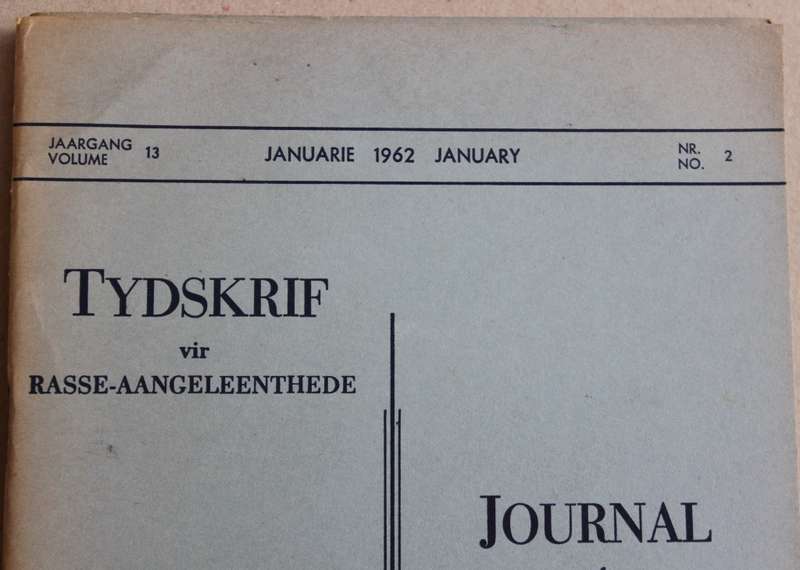 JAARGANG
VOLUME 13
JANUARIE 1962 JANUARY
NR.
NO. 2
TYDSKRIF
vir
RASSE-AANGELEENTHEDE
JOURNAL